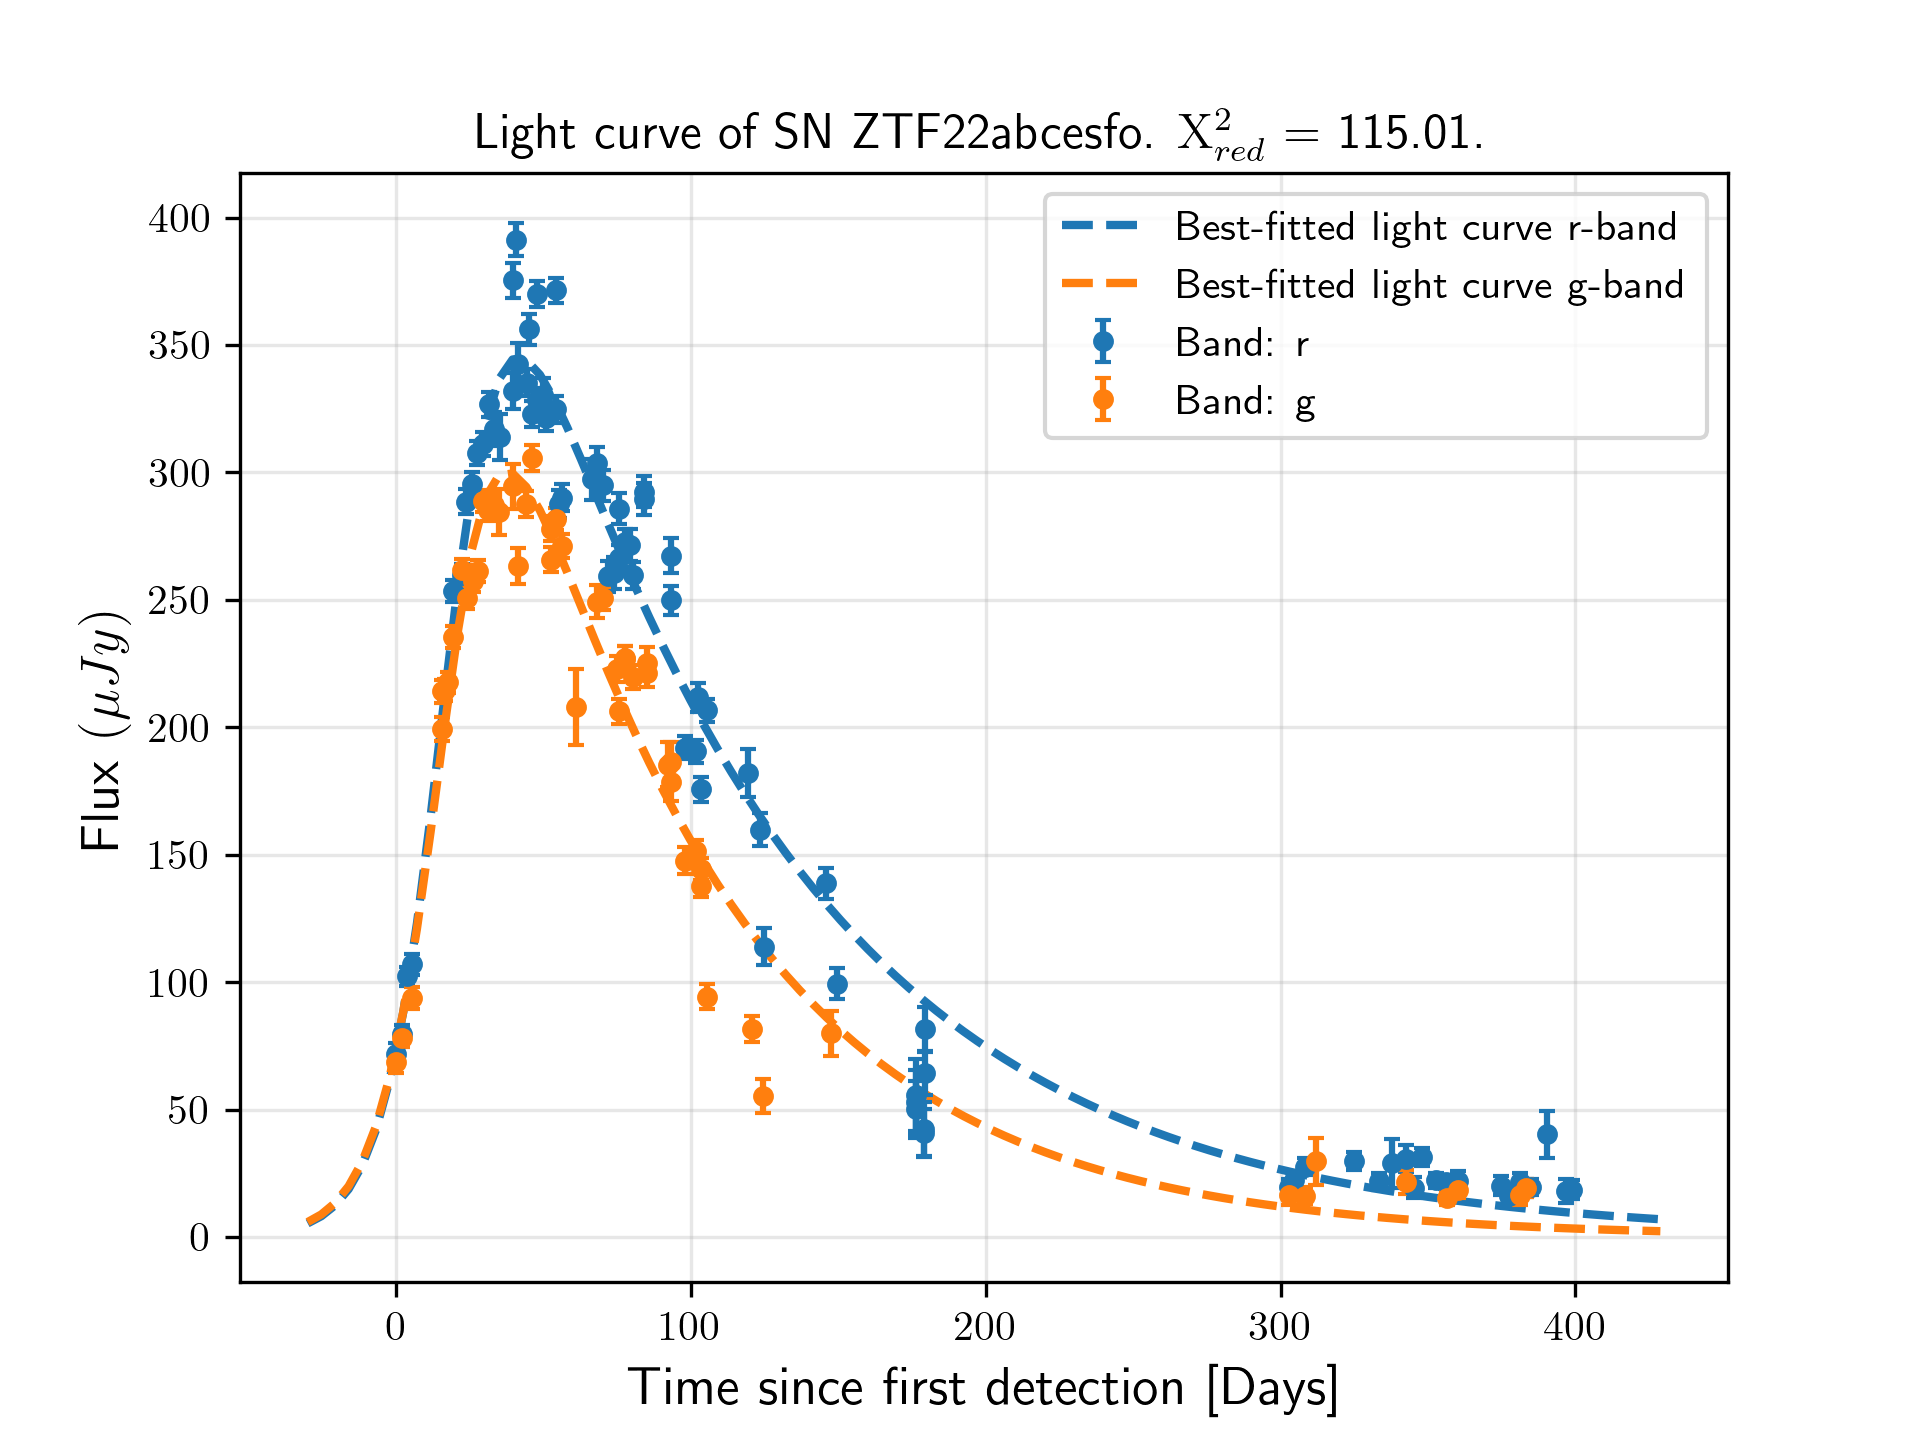 Light curve of SN ZTF22abcesfo. X²_red = 115.01.
Best-fitted light curve r-band
Best-fitted light curve g-band
Band: r
Band: g
Flux (μJy)
400
350
300
250
200
150
100
50
0
0 100 200 300 400
Time since first detection [Days]